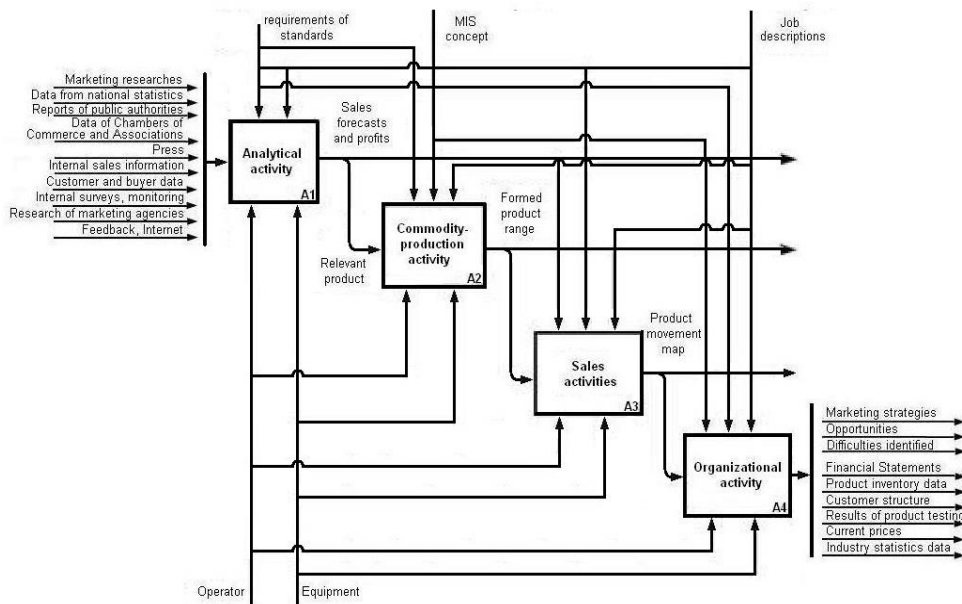 requirements of
standards
MIS
concept
Job
descriptions
Marketing researches
Data from national statistics
Reports of public authorities
Data of Chambers of
Commerce and Associations
Press
Internal sales information
Customer and buyer data
Internal surveys, monitoring
Research of marketing agencies
Feedback, Internet
Analytical
activity
A1
Sales
forecasts
and profits
Relevant
product
Commodity-
production
activity
A2
Formed
product
range
Sales
activities
A3
Product
movement
map
Organizational
activity
A4
Marketing strategies
Opportunities
Difficulties identified
Financial Statements
Product inventory data
Customer structure
Results of product testing
Current prices
Industry statistics data
Operator
Equipment